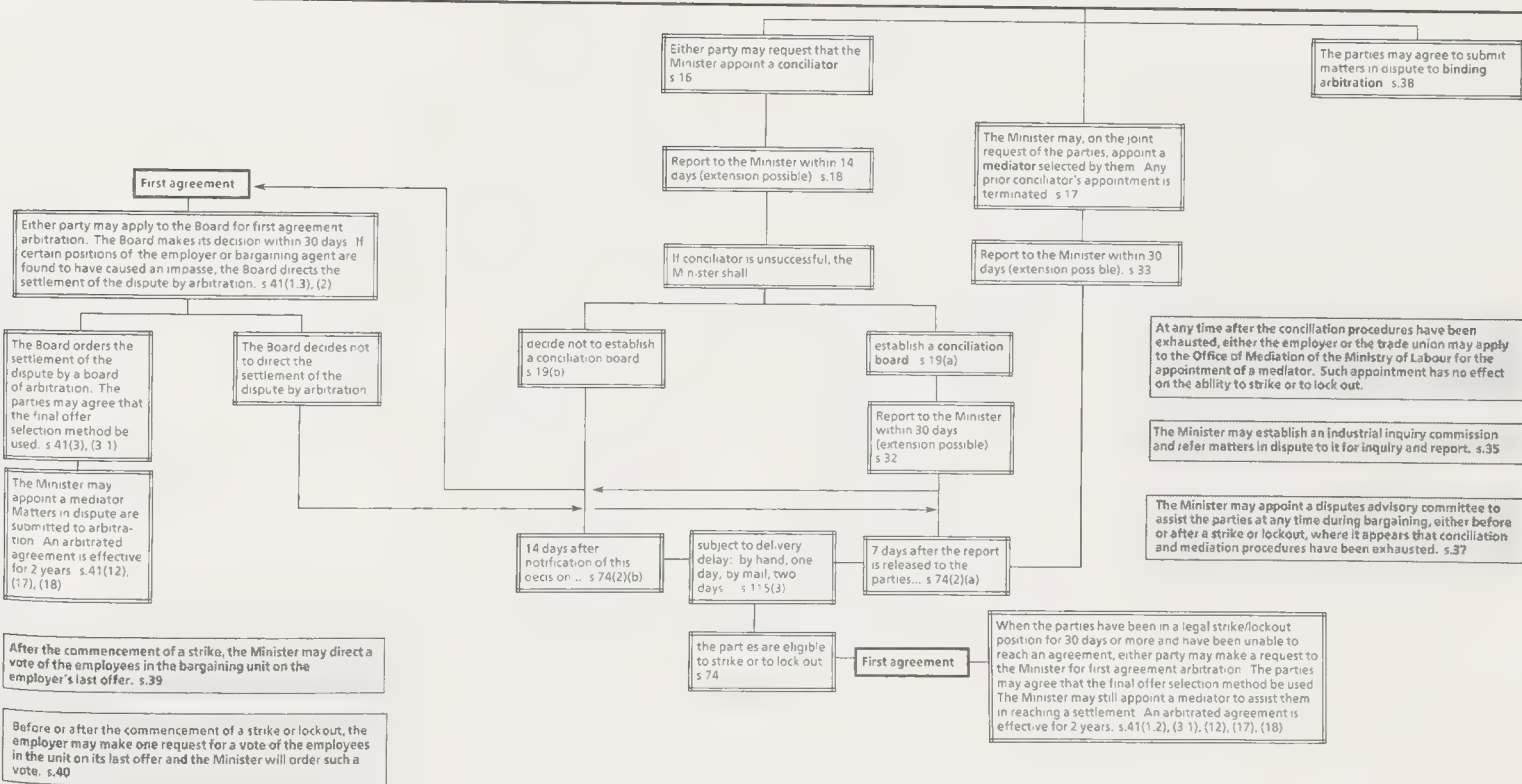 Either party may request that the
Minister appoint a conciliator
s 16
The parties may agree to submit
matters in dispute to binding
arbitration s.38
Report to the Minister within 14
days (extension possible) s.18
The Minister may, on the joint
request of the parties, appoint a
mediator selected by them Any
prior conciliator's appointment is
terminated s 17
First agreement
Either party may apply to the Board for first agreement
arbitration. The Board makes its decision within 30 days If
certain positions of the employer or bargaining agent are
found to have caused an impasse, the Board directs the
settlement of the dispute by arbitration. s 41(1.3), (2)
If conciliator is unsuccessful, the
Minister shall
Report to the Minister within 30
days (extension possible). s 33
The Board orders the
settlement of the
dispute by a board
of arbitration. The
parties may agree that
the final offer
selection method be
used. s 41(3), (3 1)
The Board decides not
to direct the
settlement of the
dispute by arbitration
decide not to establish
a conciliation board
s 19(b)
establish a conciliation
board s 19(a)
At any time after the conciliation procedures have been
exhausted, either the employer or the trade union may apply
to the Office of Mediation of the Ministry of Labour for the
appointment of a mediator. Such appointment has no effect
on the ability to strike or to lock out.
Report to the Minister
within 30 days
(extension possible)
s 32
The Minister may establish an industrial inquiry commission
and refer matters in dispute to it for inquiry and report. s.35
The Minister may
appoint a mediator
Matters in dispute are
submitted to arbitra-
tion An arbitrated
agreement is effective
for 2 years s.41(12),
(17), (18)
The Minister may appoint a disputes advisory committee to
assist the parties at any time during bargaining, either before
or after a strike or lockout, where it appears that conciliation
and mediation procedures have been exhausted. s.37
14 days after
notification of this
decision .. s 74(2)(b)
subject to delivery
delay: by hand, one
day, by mail, two
days s 115(3)
7 days after the report
is released to the
parties... s 74(2)(a)
After the commencement of a strike, the Minister may direct a
vote of the employees in the bargaining unit on the
employer's last offer. s.39
the parties are eligible
to strike or to lock out
s 74
First agreement
When the parties have been in a legal strike/lockout
position for 30 days or more and have been unable to
reach an agreement, either party may make a request to
the Minister for first agreement arbitration The parties
may agree that the final offer selection method be used
The Minister may still appoint a mediator to assist them
in reaching a settlement An arbitrated agreement is
effective for 2 years. s.41(1.2), (3 1), (12), (17), (18)
Before or after the commencement of a strike or lockout, the
employer may make one request for a vote of the employees
in the unit on its last offer and the Minister will order such a
vote. s.40